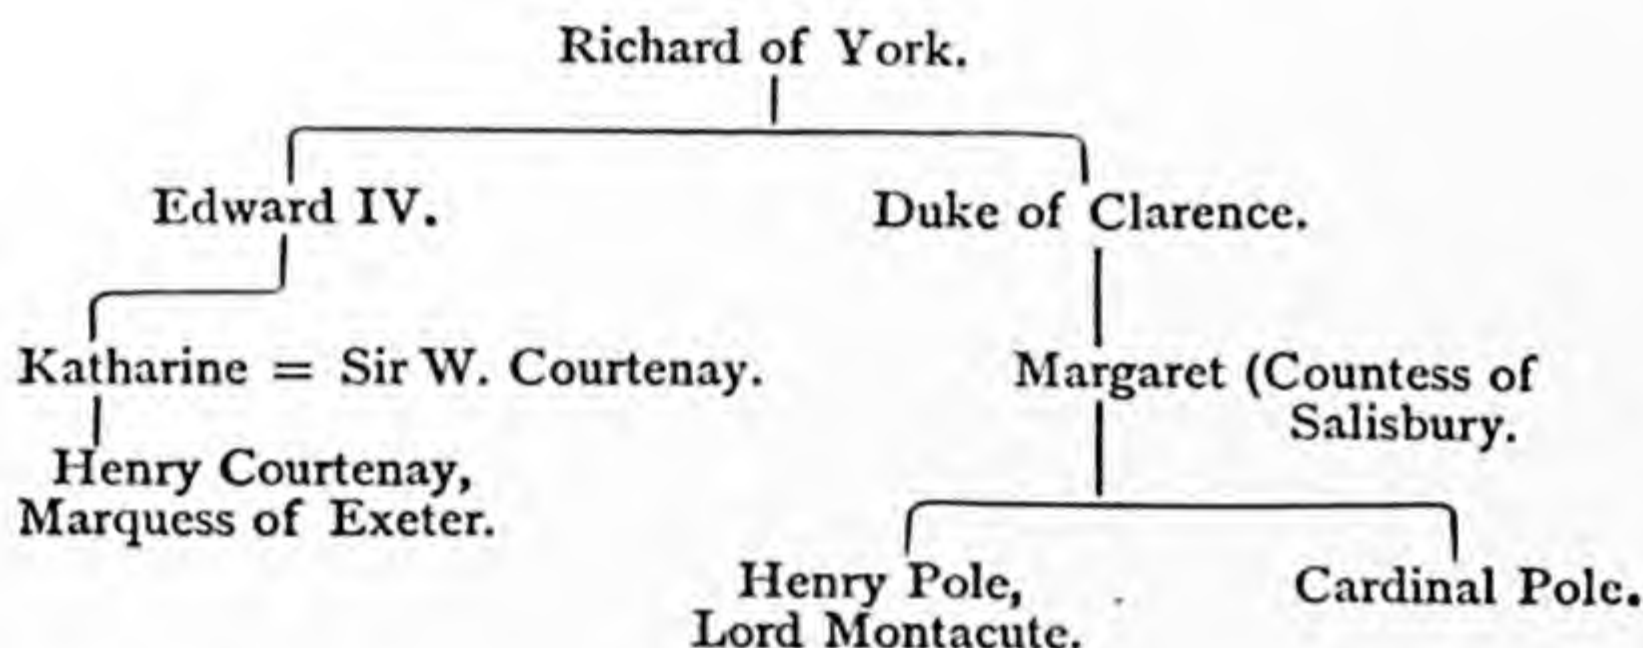 Richard of York.
Edward IV.
Duke of Clarence.
Katharine = Sir W. Courtenay.
Margaret (Countess of
Salisbury.
Henry Courtenay,
Marquess of Exeter.
Henry Pole,
Lord Montacute.
Cardinal Pole.